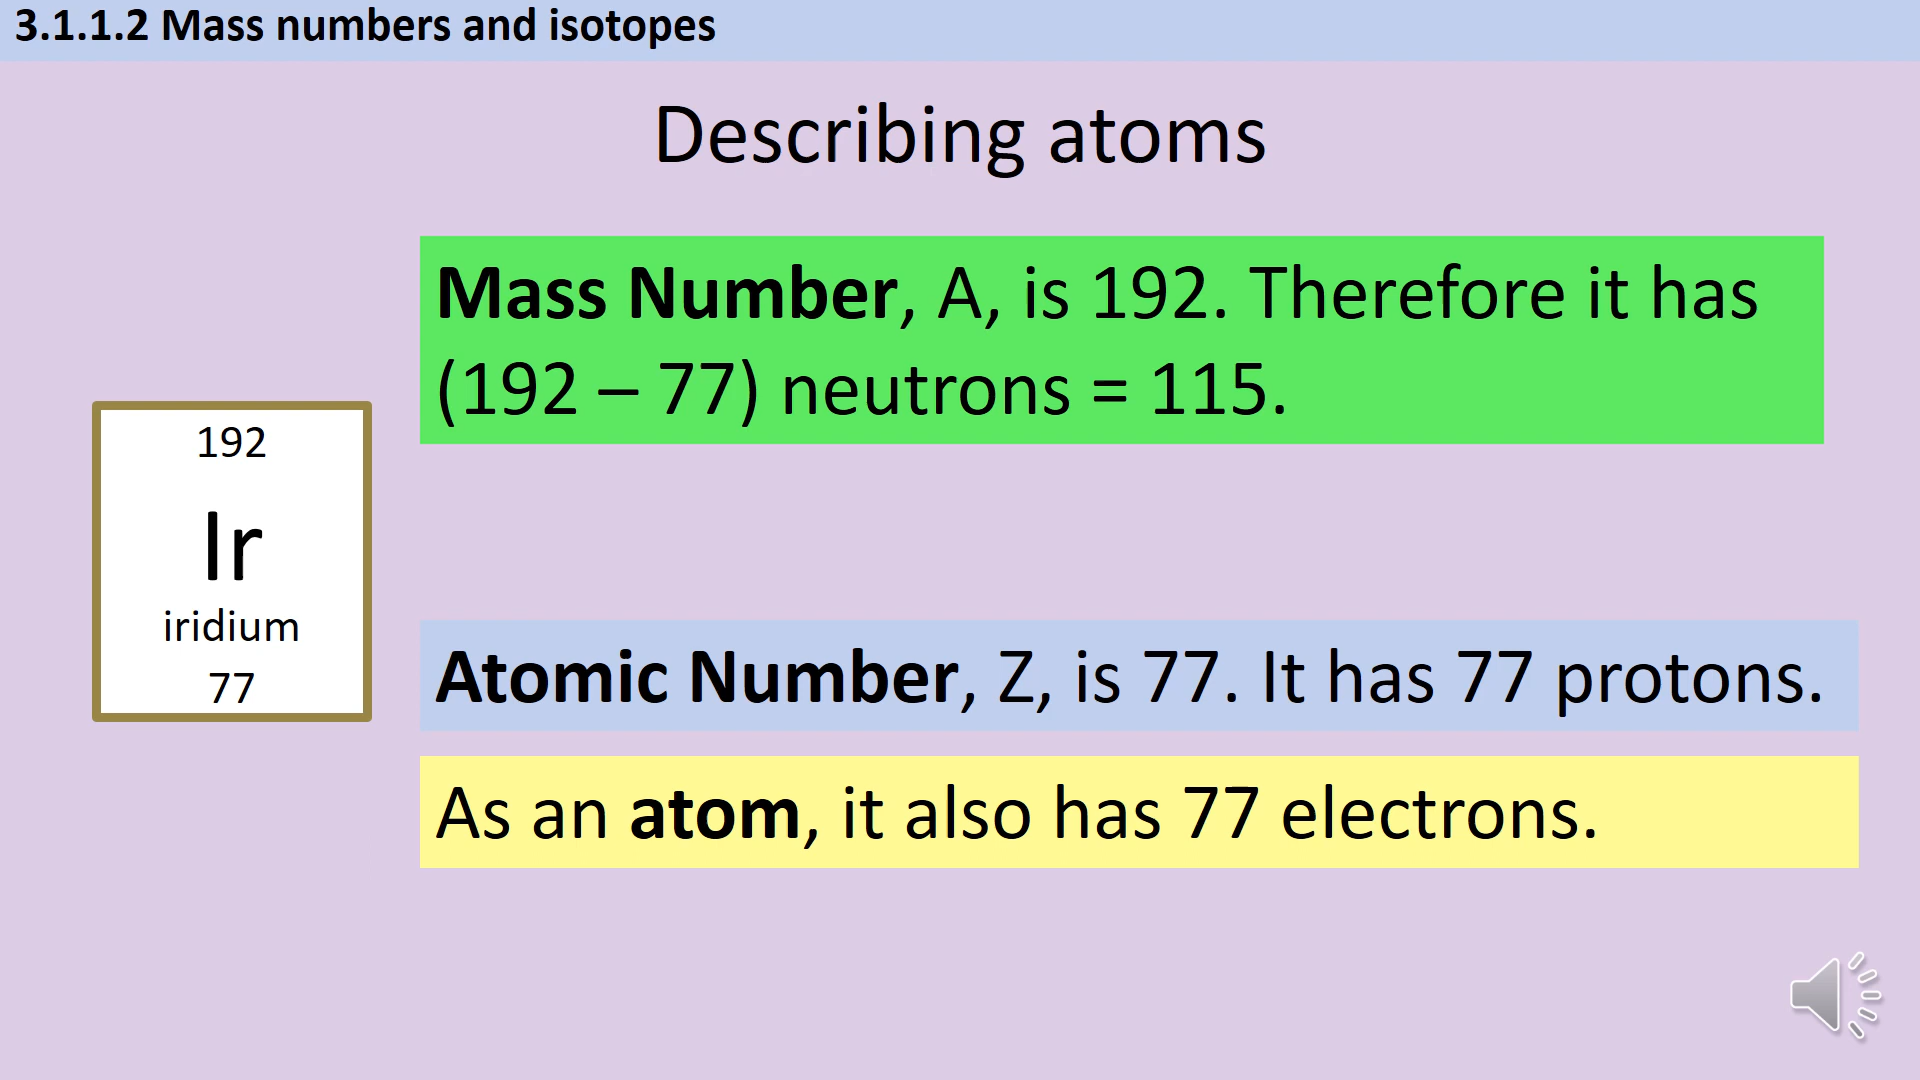 3.1.1.2 Mass numbers and isotopes
Describing atoms
Mass Number, A, is 192. Therefore it has
(192 – 77) neutrons = 115.
192
Ir
iridium
77
Atomic Number, Z, is 77. It has 77 protons.
As an atom, it also has 77 electrons.